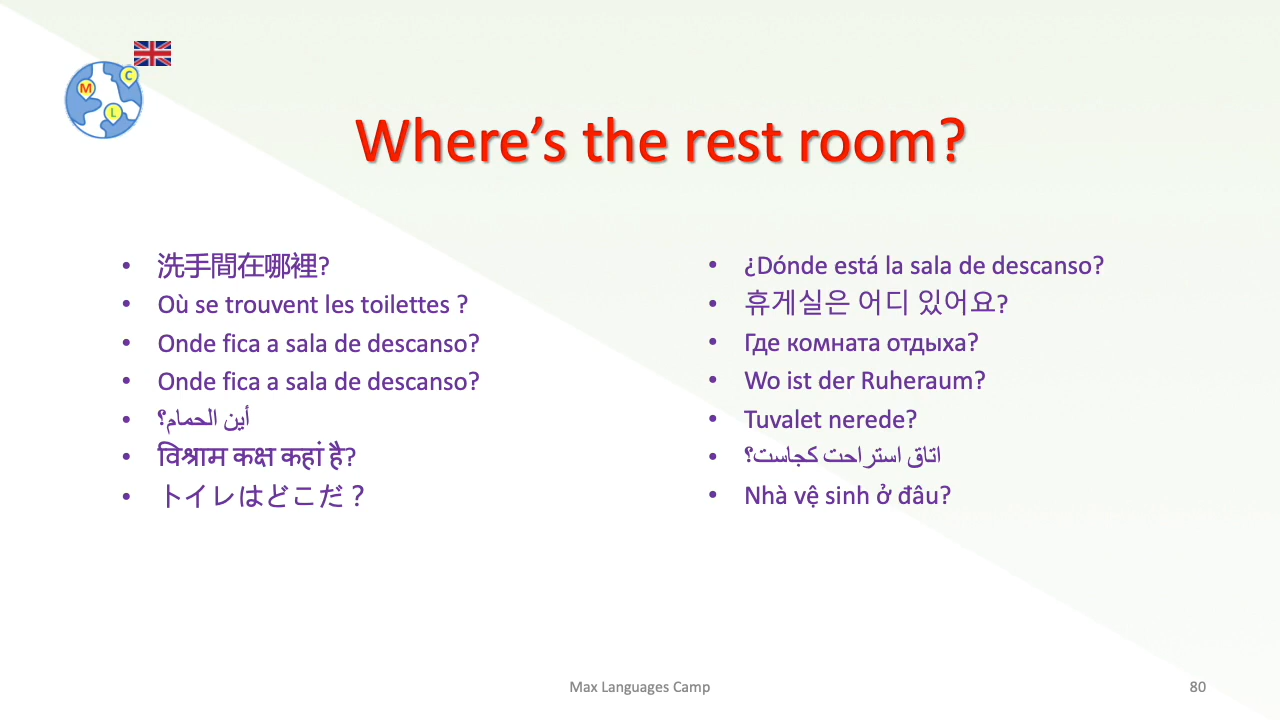 M
C
L
Where’s the rest room?
• 洗手間在哪裡?
• Où se trouvent les toilettes ?
• Onde fica a sala de descanso?
• Onde fica a sala de descanso?
• أين الحمام؟
• विश्राम कक्ष कहां है?
• トイレはどこだ？
• ¿Dónde está la sala de descanso?
• 휴게실은 어디 있어요?
• Где комната отдыха?
• Wo ist der Ruheraum?
• Tuvalet nerede?
• اتاق استراحت کجاست؟
• Nhà vệ sinh ở đâu?
Max Languages Camp
80